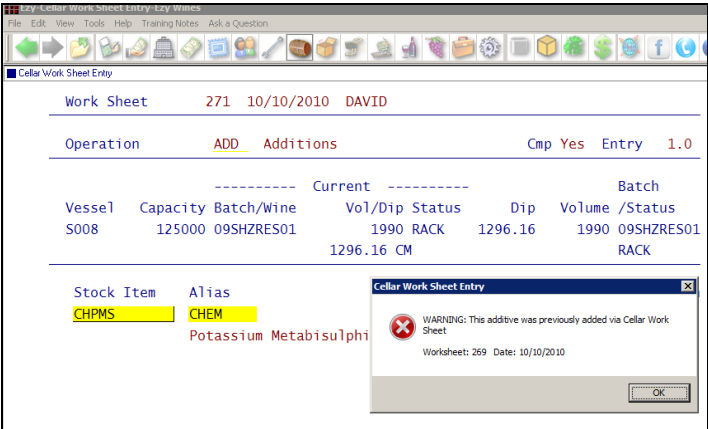 Ezy-Cellar Work Sheet Entry-Ezy Wines
File Edit View Tools Help Training Notes Ask a Question
Cellar Work Sheet Entry
Work Sheet 271 10/10/2010 DAVID
Operation ADD Additions Cmp Yes Entry 1.0
---------- Current ---------- Batch
Vessel Capacity Batch/Wine Vol/Dip Status Dip Volume /Status
S008 125000 09SHZRES01 1990 RACK 1296.16 1990 09SHZRES01
1296.16 CM RACK
Stock Item Alias
CHPMS CHEM
Potassium Metabisulphi
Cellar Work Sheet Entry
WARNING: This additive was previously added via Cellar Work
Sheet
Worksheet: 269 Date: 10/10/2010
OK